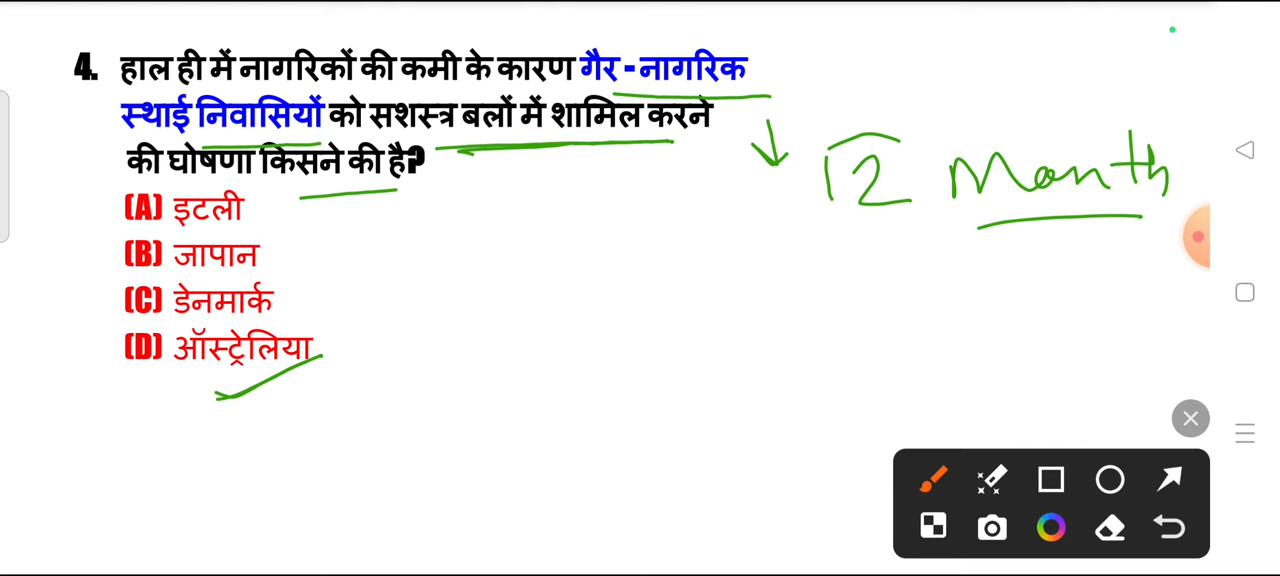 4. हाल ही में नागरिकों की कमी के कारण गैर-नागरिक
स्थाई निवासियों को सशस्त्र बलों में शामिल करने
की घोषणा किसने की है?
12 Month
(A) इटली
(B) जापान
(C) डेनमार्क
(D) ऑस्ट्रेलिया